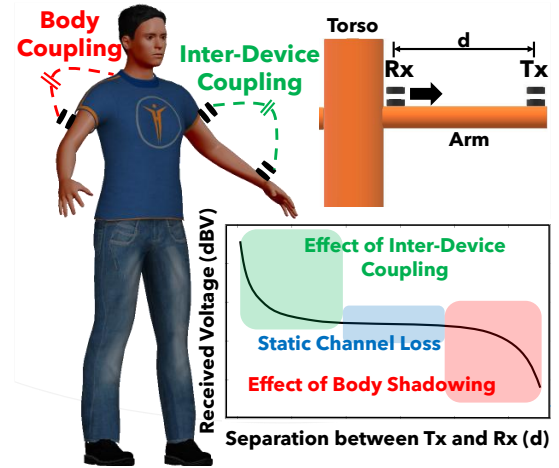 Body
Coupling
Inter-Device
Coupling
Torso
d
Rx
Tx
Arm
Received Voltage (dBV)
Effect of Inter-Device
Coupling
Static Channel Loss
Effect of Body Shadowing
Separation between Tx and Rx (d)